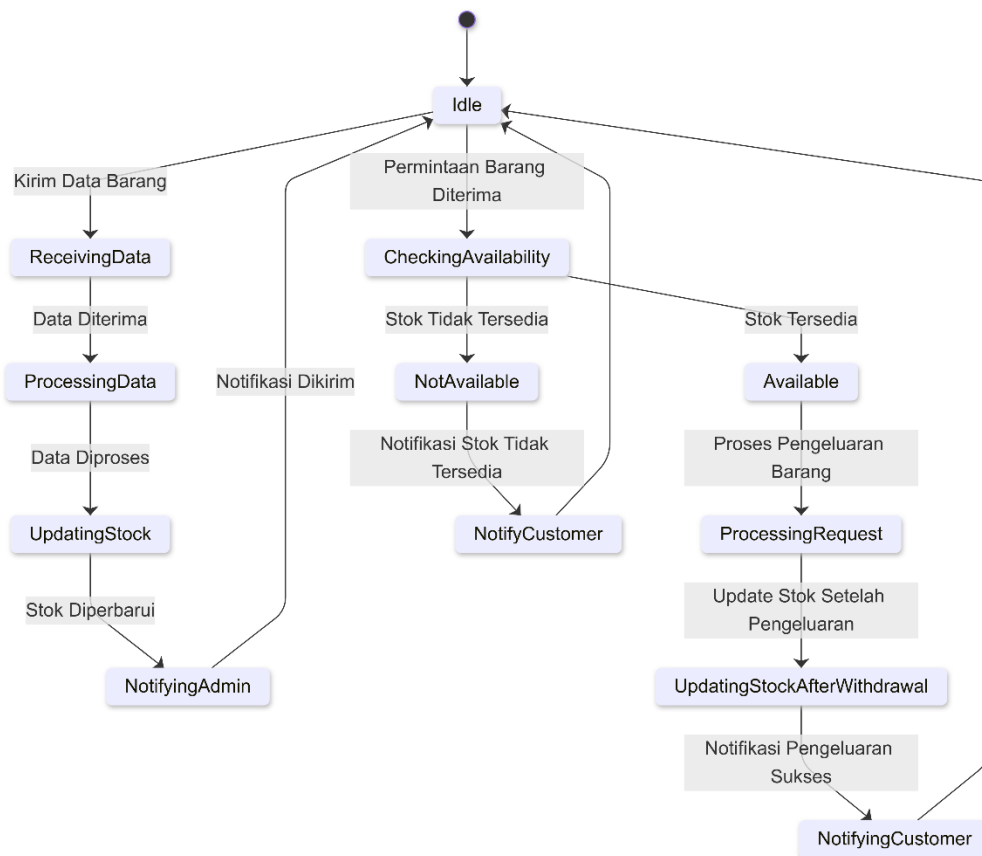 Idle
Kirim Data Barang
Permintaan Barang
Diterima
ReceivingData
CheckingAvailability
Data Diterima
Stok Tidak Tersedia
Stok Tersedia
ProcessingData
Notifikasi Dikirim
NotAvailable
Available
Data Diproses
Notifikasi Stok Tidak
Tersedia
Proses Pengeluaran
Barang
UpdatingStock
NotifyCustomer
ProcessingRequest
Stok Diperbarui
Update Stok Setelah
Pengeluaran
NotifyingAdmin
UpdatingStockAfterWithdrawal
Notifikasi Pengeluaran
Sukses
NotifyingCustomer